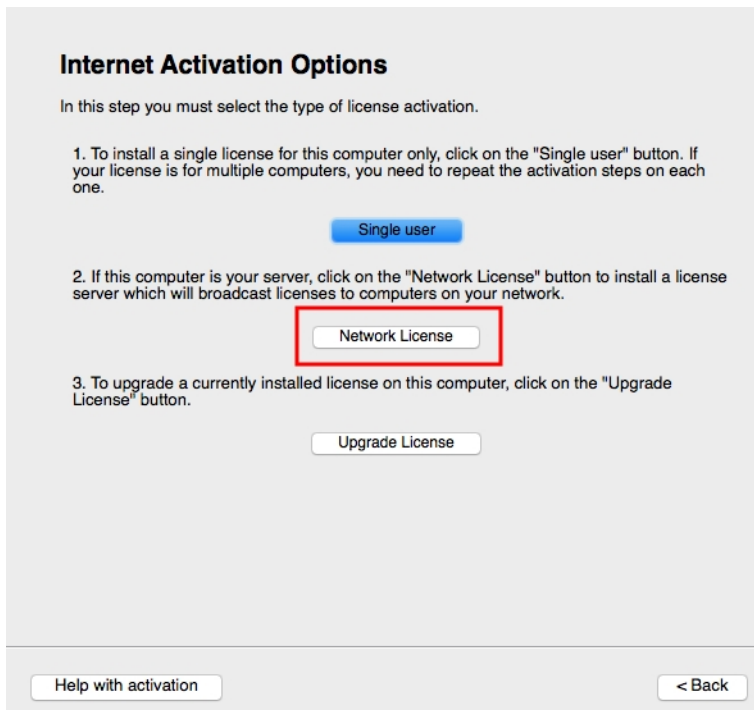 Internet Activation Options
In this step you must select the type of license activation.
1. To install a single license for this computer only, click on the "Single user" button. If
your license is for multiple computers, you need to repeat the activation steps on each
one.
Single user
2. If this computer is your server, click on the "Network License" button to install a license
server which will broadcast licenses to computers on your network.
Network License
3. To upgrade a currently installed license on this computer, click on the "Upgrade
License" button.
Upgrade License
Help with activation
< Back